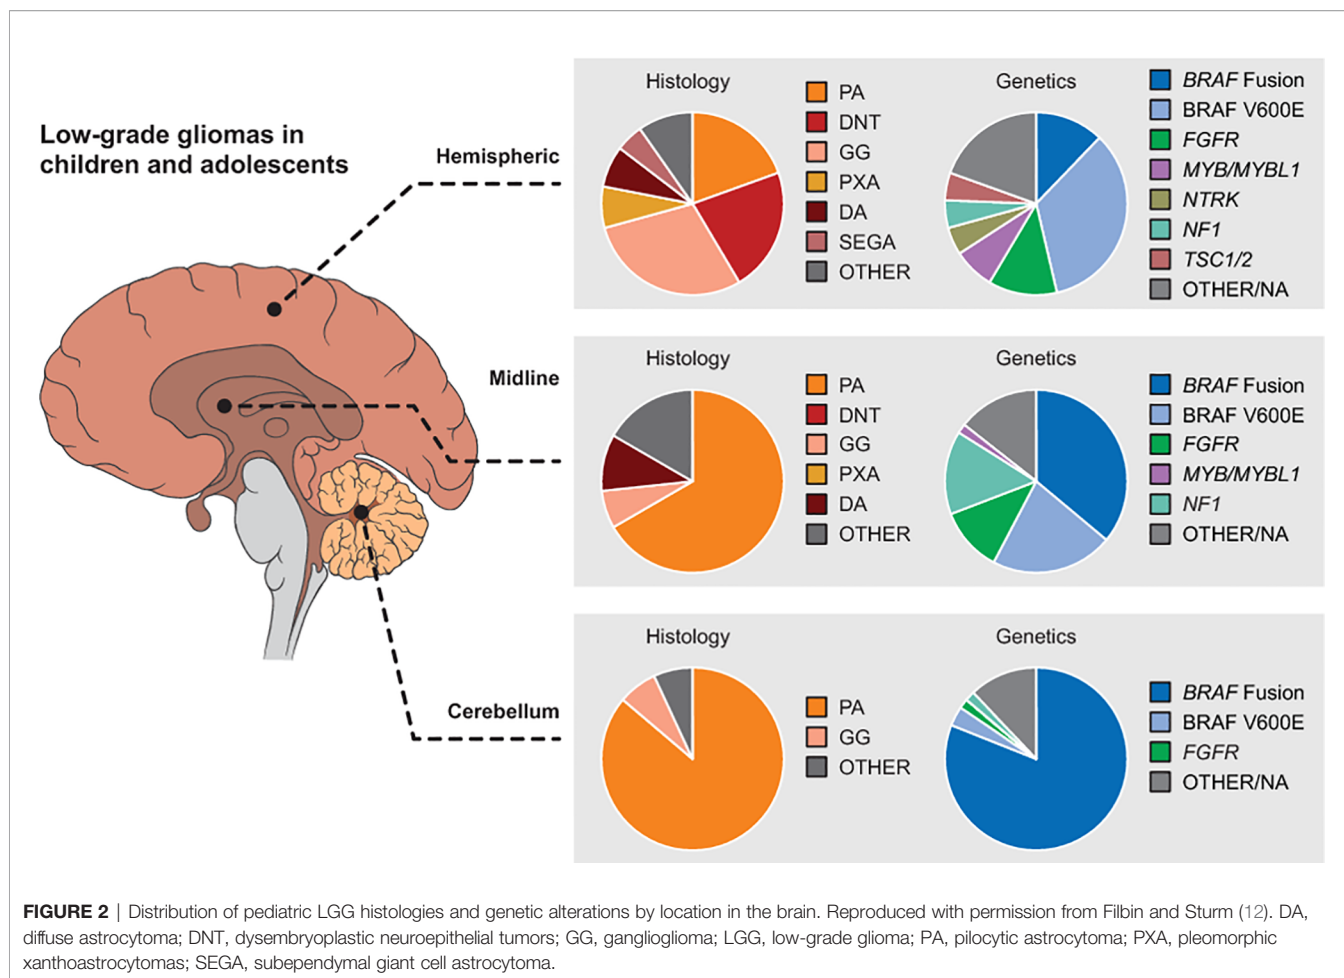 Low-grade gliomas in
children and adolescents
Hemispheric
Histology
PA
DNT
GG
PXA
DA
SEGA
OTHER
Genetics
BRAF Fusion
BRAF V600E
FGFR
MYB/MYBL1
NTRK
NF1
TSC1/2
OTHER/NA
Midline
Histology
PA
DNT
GG
PXA
DA
OTHER
Genetics
BRAF Fusion
BRAF V600E
FGFR
MYB/MYBL1
NF1
OTHER/NA
Cerebellum
Histology
PA
GG
OTHER
Genetics
BRAF Fusion
BRAF V600E
FGFR
OTHER/NA
FIGURE 2 | Distribution of pediatric LGG histologies and genetic alterations by location in the brain. Reproduced with permission from Filbin and Sturm (12). DA,
diffuse astrocytoma; DNT, dysembryoplastic neuroepithelial tumors; GG, ganglioglioma; LGG, low-grade glioma; PA, pilocytic astrocytoma; PXA, pleomorphic
xanthoastrocytomas; SEGA, subependymal giant cell astrocytoma.